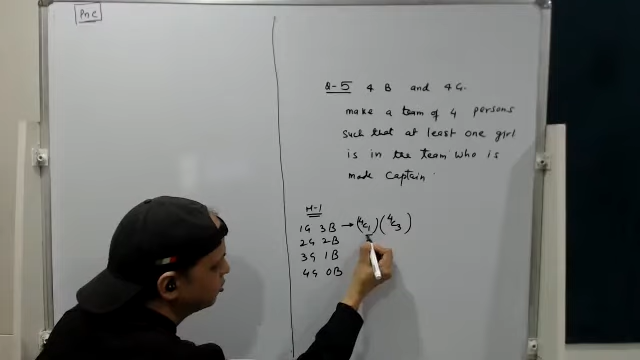 PnC
Q-5 4 B and 4 G.
make a team of 4 persons
such that at least one girl
is in the team who is
made captain.
M-1
1G 3B → (⁴C₁)(⁴C₃)
2G 2B
3G 1B
4G 0B